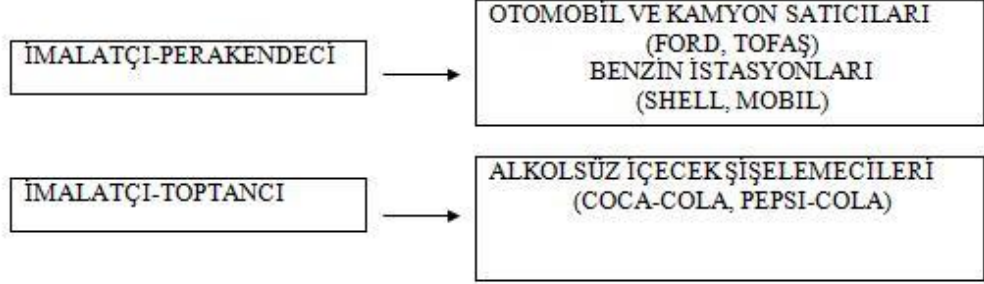 İMALATÇI-PERAKENDECİ
OTOMOBİL VE KAMYON SATICILARI
(FORD, TOFAŞ)
BENZİN İSTASYONLARI
(SHELL, MOBIL)
İMALATÇI-TOPTANCI
ALKOLSÜZ İÇECEK ŞİŞELEMECİLERİ
(COCA-COLA, PEPSI-COLA)